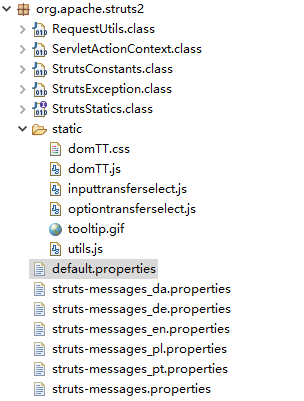 org.apache.struts2
RequestUtils.class
ServletActionContext.class
StrutsConstants.class
StrutsException.class
StrutsStatics.class
static
domTT.css
domTT.js
inputtransferselect.js
optiontransferselect.js
tooltip.gif
utils.js
default.properties
struts-messages_da.properties
struts-messages_de.properties
struts-messages_en.properties
struts-messages_pl.properties
struts-messages_pt.properties
struts-messages.properties